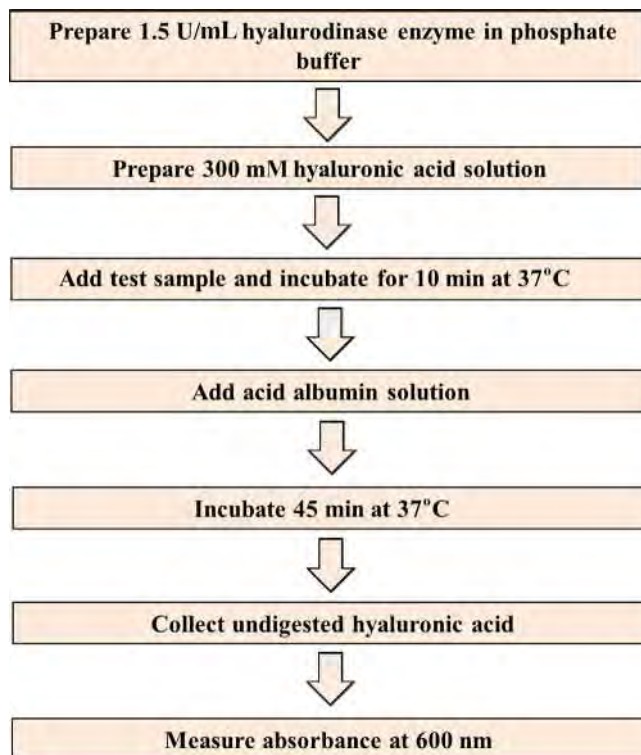 Prepare 1.5 U/mL hyalurodinase enzyme in phosphate
buffer
Prepare 300 mM hyaluronic acid solution
Add test sample and incubate for 10 min at 37°C
Add acid albumin solution
Incubate 45 min at 37°C
Collect undigested hyaluronic acid
Measure absorbance at 600 nm